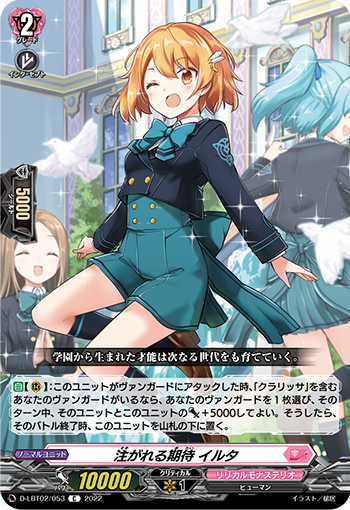 2
グレード
インターセプト
5000
シールド
学園から生まれた才能は次なる世代をも育てていく。
自【 】:このユニットがヴァンガードにアタックした時、「クラリッサ」を含む
あなたのヴァンガードがいるなら、あなたのヴァンガードを1枚選び、その
ターン中、そのユニットとこのユニットの +5000してよい。そうしたら、
そのバトル終了時、このユニットを山札の下に置く。
ノーマルユニット
注がれる期待 イルタ
パワー
10000
クリティカル
1
リリカルモナステリオ
ヒューマン
D-LBT02/053 C 2022
イラスト/槌居